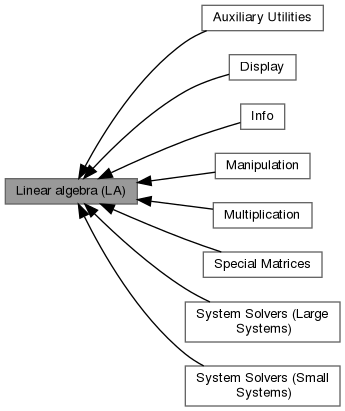 Auxiliary Utilities
Display
Info
Linear algebra (LA)
Manipulation
Multiplication
Special Matrices
System Solvers (Large
Systems)
System Solvers (Small
Systems)